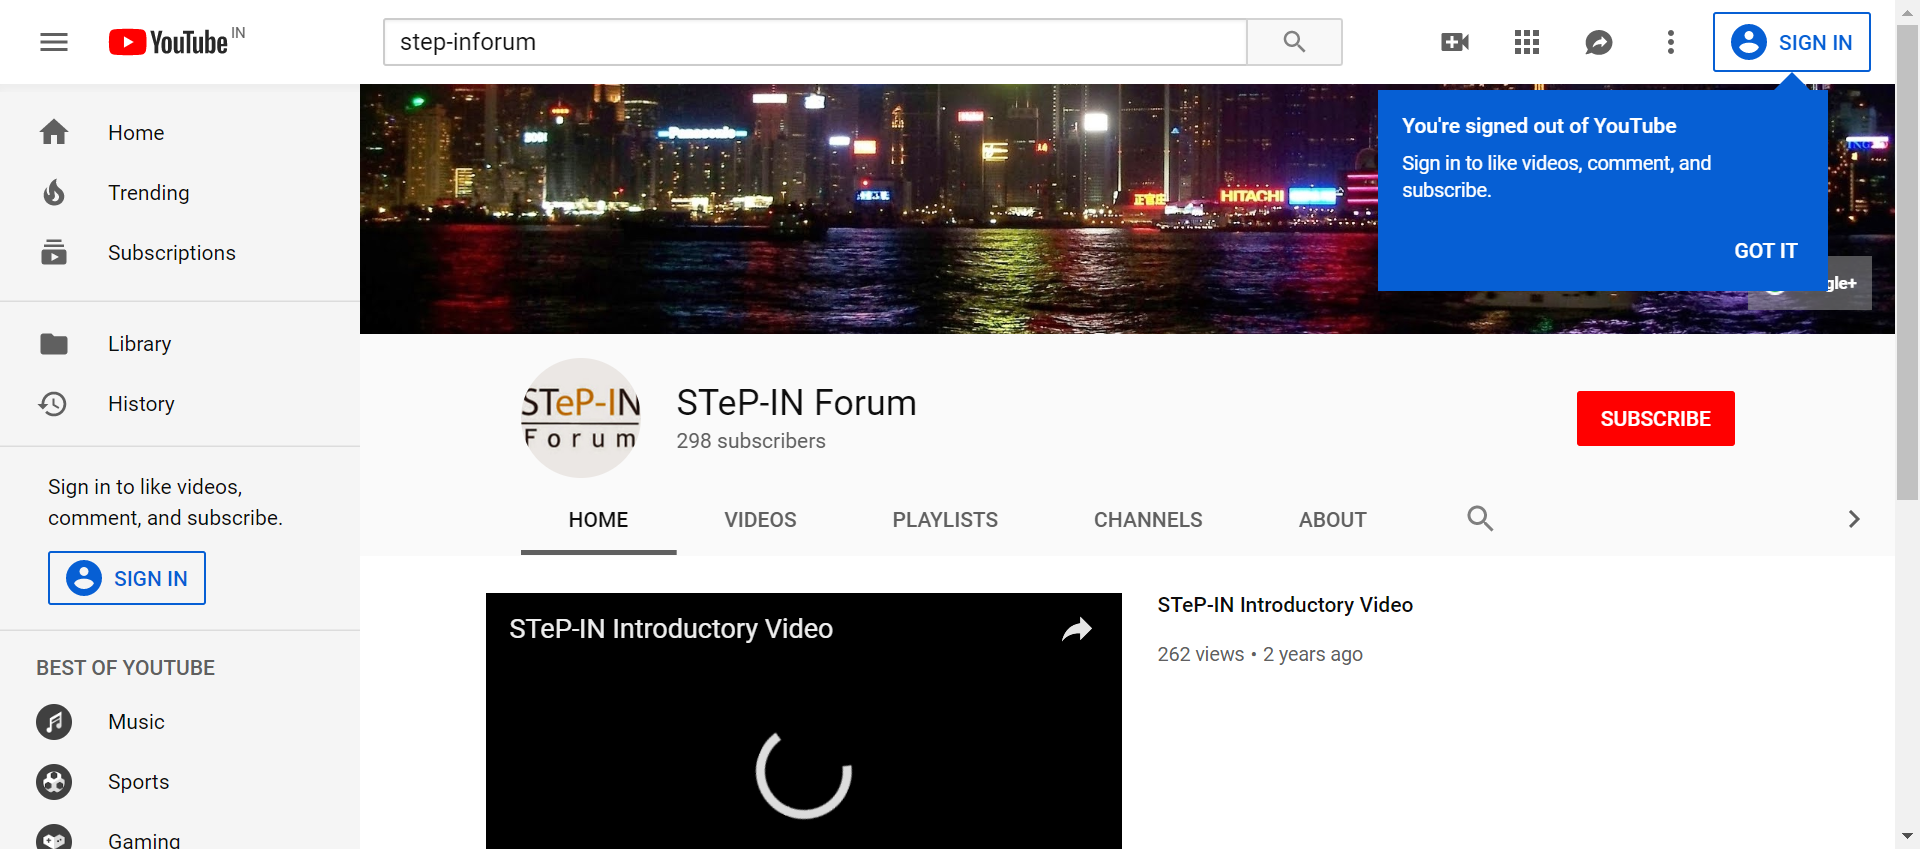 YouTube IN
step-inforum
SIGN IN
Home
Trending
Subscriptions
Library
History
Sign in to like videos,
comment, and subscribe.
SIGN IN
BEST OF YOUTUBE
Music
Sports
Gaming
Panasonic
HITACHI
You're signed out of YouTube
Sign in to like videos, comment, and
subscribe.
GOT IT
gle+
STeP-IN
Forum
STeP-IN Forum
298 subscribers
SUBSCRIBE
HOME VIDEOS PLAYLISTS CHANNELS ABOUT
STeP-IN Introductory Video
STeP-IN Introductory Video
262 views • 2 years ago